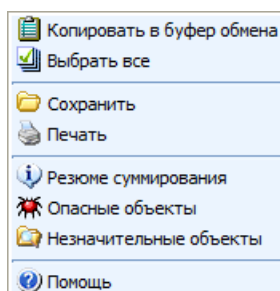 Копировать в буфер обмена
Выбрать все
Сохранить
Печать
Резюме суммирования
Опасные объекты
Незначительные объекты
Помощь